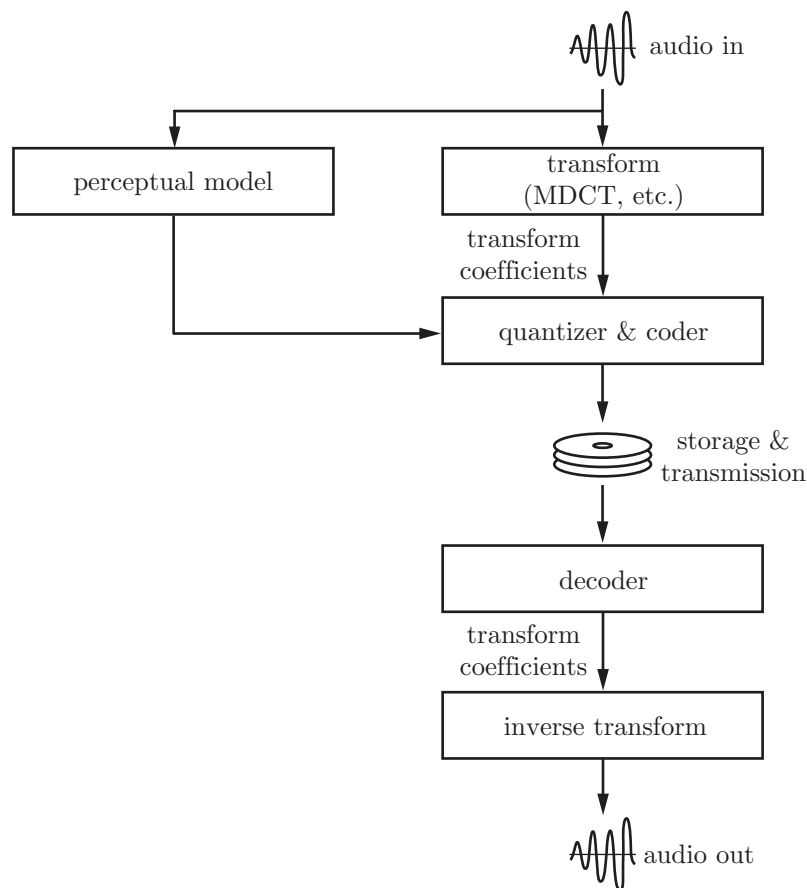 audio in
perceptual model
transform
(MDCT, etc.)
transform
coefficients
quantizer & coder
storage &
transmission
decoder
transform
coefficients
inverse transform
audio out